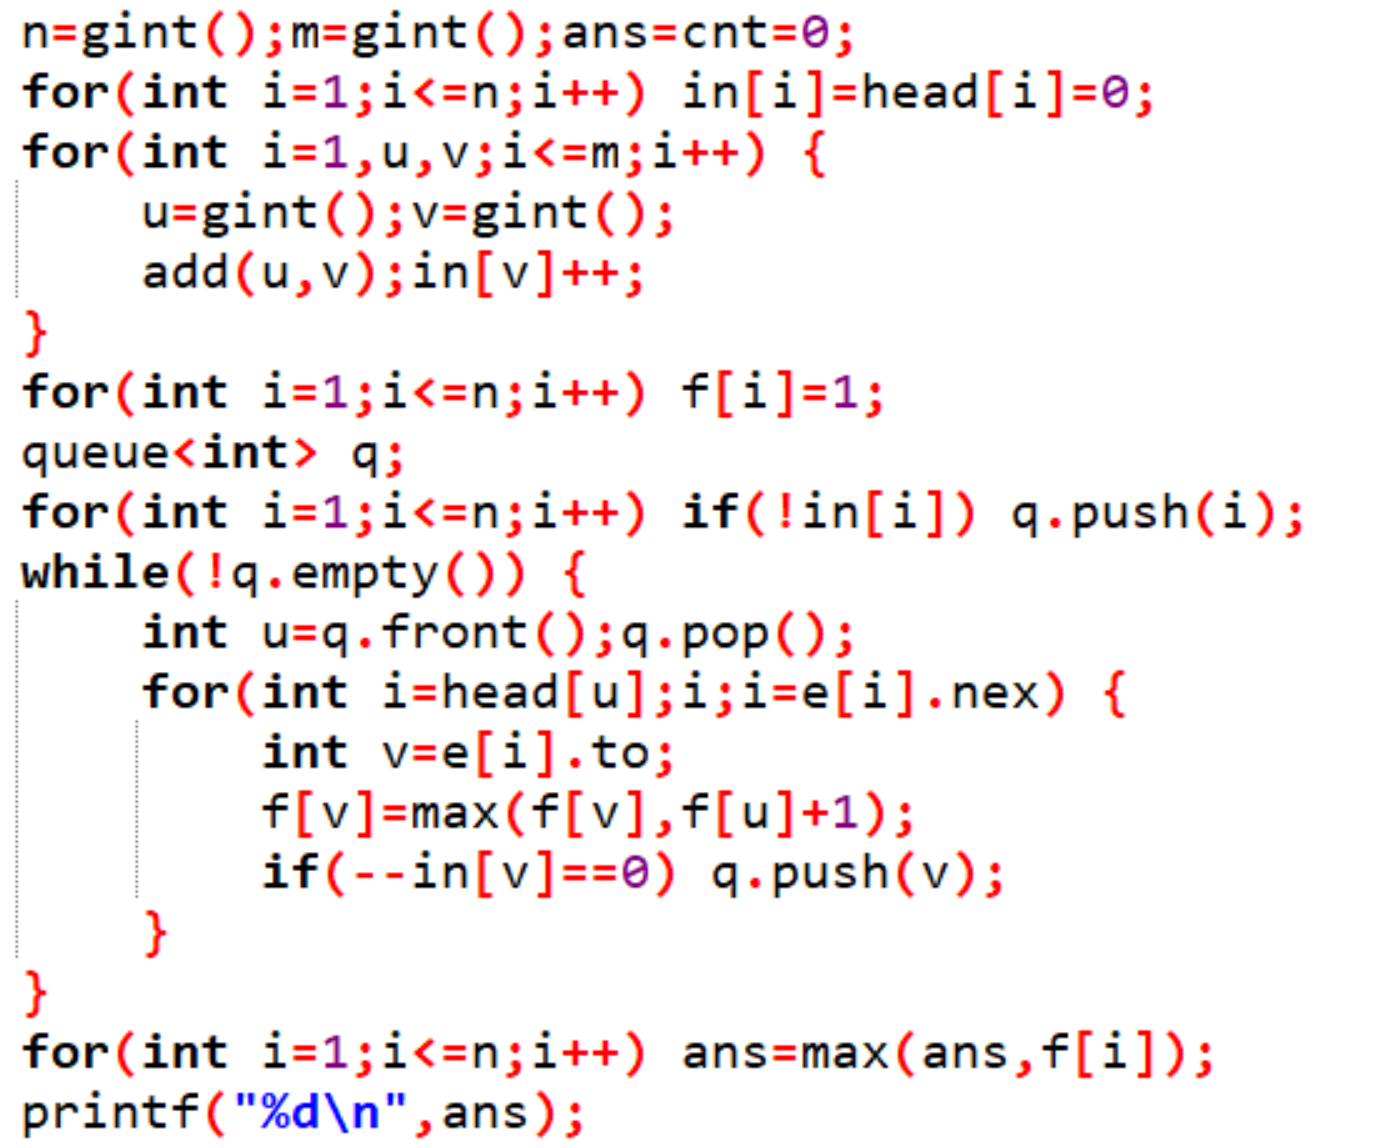 n=gint();m=gint();ans=cnt=0;
for(int i=1;i<=n;i++) in[i]=head[i]=0;
for(int i=1,u,v;i<=m;i++) {
    u=gint();v=gint();
    add(u,v);in[v]++;
}
for(int i=1;i<=n;i++) f[i]=1;
queue<int> q;
for(int i=1;i<=n;i++) if(!in[i]) q.push(i);
while(!q.empty()) {
    int u=q.front();q.pop();
    for(int i=head[u];i;i=e[i].nex) {
        int v=e[i].to;
        f[v]=max(f[v],f[u]+1);
        if(--in[v]==0) q.push(v);
    }
}
for(int i=1;i<=n;i++) ans=max(ans,f[i]);
printf("%d\n",ans);